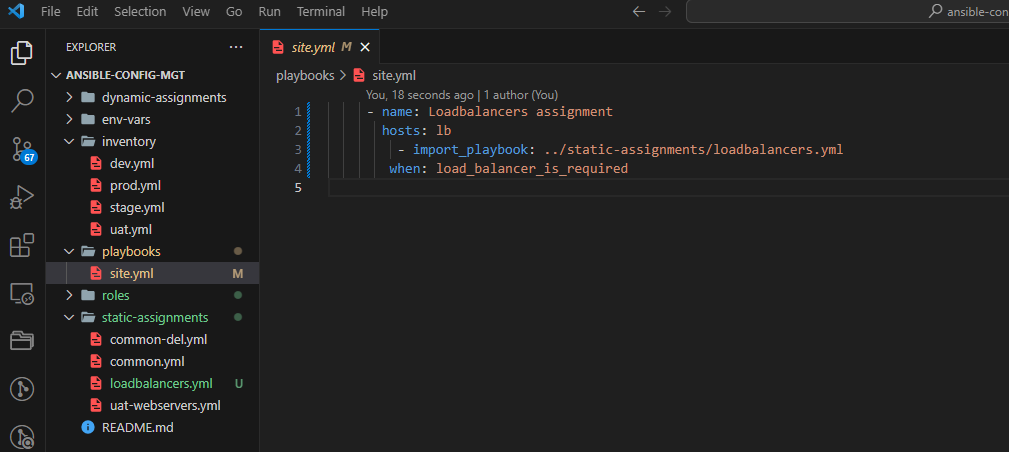 File Edit Selection View Go Run Terminal Help
ansible-con
EXPLORER
ANSIBLE-CONFIG-MGT
dynamic-assignments
env-vars
inventory
dev.yml
prod.yml
stage.yml
uat.yml
playbooks
site.yml M
roles
static-assignments
common-del.yml
common.yml
loadbalancers.yml U
uat-webservers.yml
README.md
67
site.yml M
playbooks > site.yml
You, 18 seconds ago | 1 author (You)
1 - name: Loadbalancers assignment
2 hosts: lb
3 - import_playbook: ../static-assignments/loadbalancers.yml
4 when: load_balancer_is_required
5